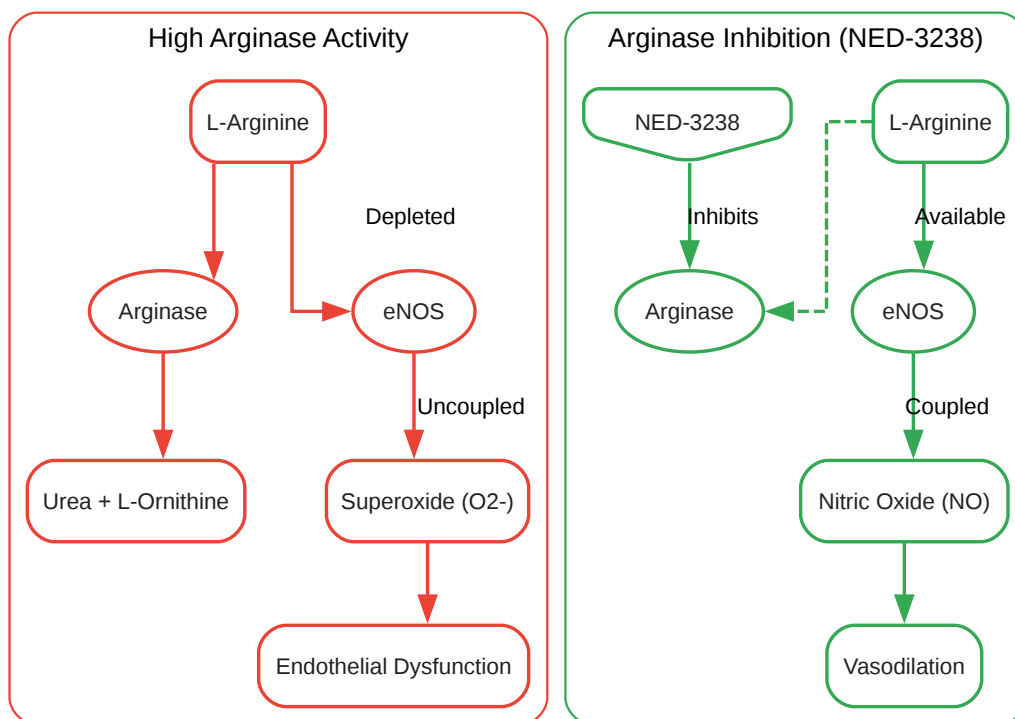 High Arginase Activity
L-Arginine
Depleted
Arginase
eNOS
Uncoupled
Urea + L-Ornithine
Superoxide (O2-)
Endothelial Dysfunction
Arginase Inhibition (NED-3238)
NED-3238
L-Arginine
Inhibits
Available
Arginase
eNOS
Coupled
Nitric Oxide (NO)
Vasodilation